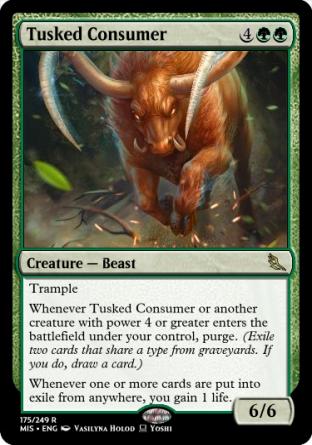 Tusked Consumer 4
Creature — Beast
Trample
Whenever Tusked Consumer or another
creature with power 4 or greater enters the
battlefield under your control, purge. (Exile
two cards that share a type from graveyards. If
you do, draw a card.)
Whenever one or more cards are put into
exile from anywhere, you gain 1 life.
6/6
175/249 R
MIS • ENG Vasilyna Holod Yoshi